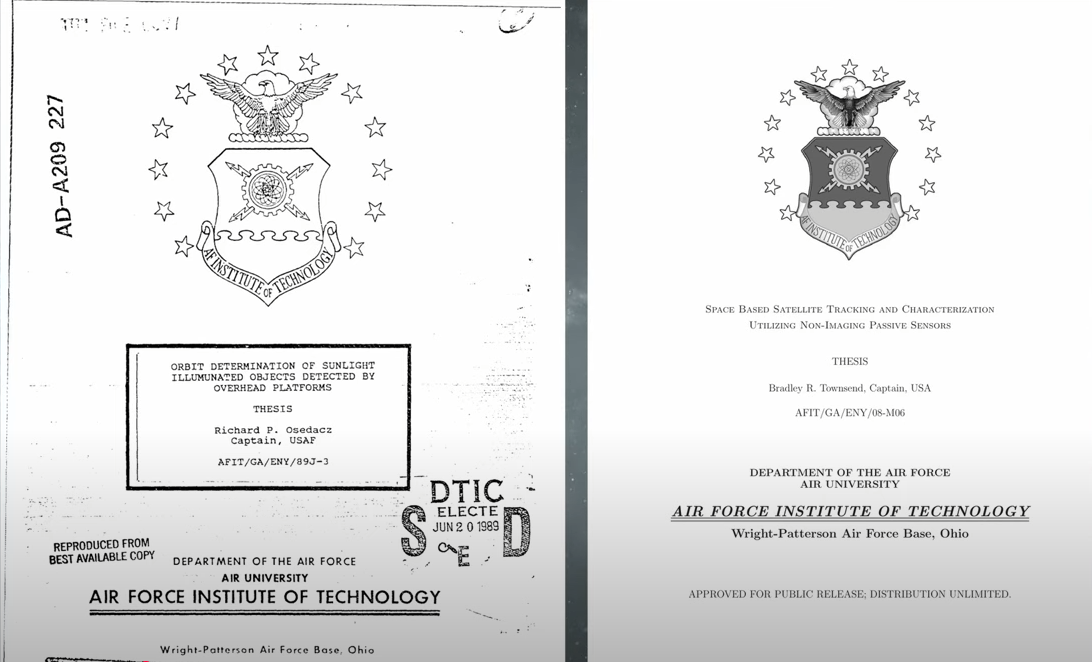 AD-A209 227
AF INSTITUTE OF TECHNOLOGY
ORBIT DETERMINATION OF SUNLIGHT
ILLUMUNATED OBJECTS DETECTED BY
OVERHEAD PLATFORMS
THESIS
Richard P. Osedacz
Captain, USAF
AFIT/GA/ENY/89J-3
DTIC
ELECTE
JUN 20 1989
S E D
REPRODUCED FROM
BEST AVAILABLE COPY
DEPARTMENT OF THE AIR FORCE
AIR UNIVERSITY
AIR FORCE INSTITUTE OF TECHNOLOGY
Wright-Patterson Air Force Base, Ohio
AF INSTITUTE OF TECHNOLOGY
Space Based Satellite Tracking and Characterization
Utilizing Non-Imaging Passive Sensors
THESIS
Bradley R. Townsend, Captain, USA
AFIT/GA/ENY/08-M06
DEPARTMENT OF THE AIR FORCE
AIR UNIVERSITY
AIR FORCE INSTITUTE OF TECHNOLOGY
Wright-Patterson Air Force Base, Ohio
APPROVED FOR PUBLIC RELEASE; DISTRIBUTION UNLIMITED.